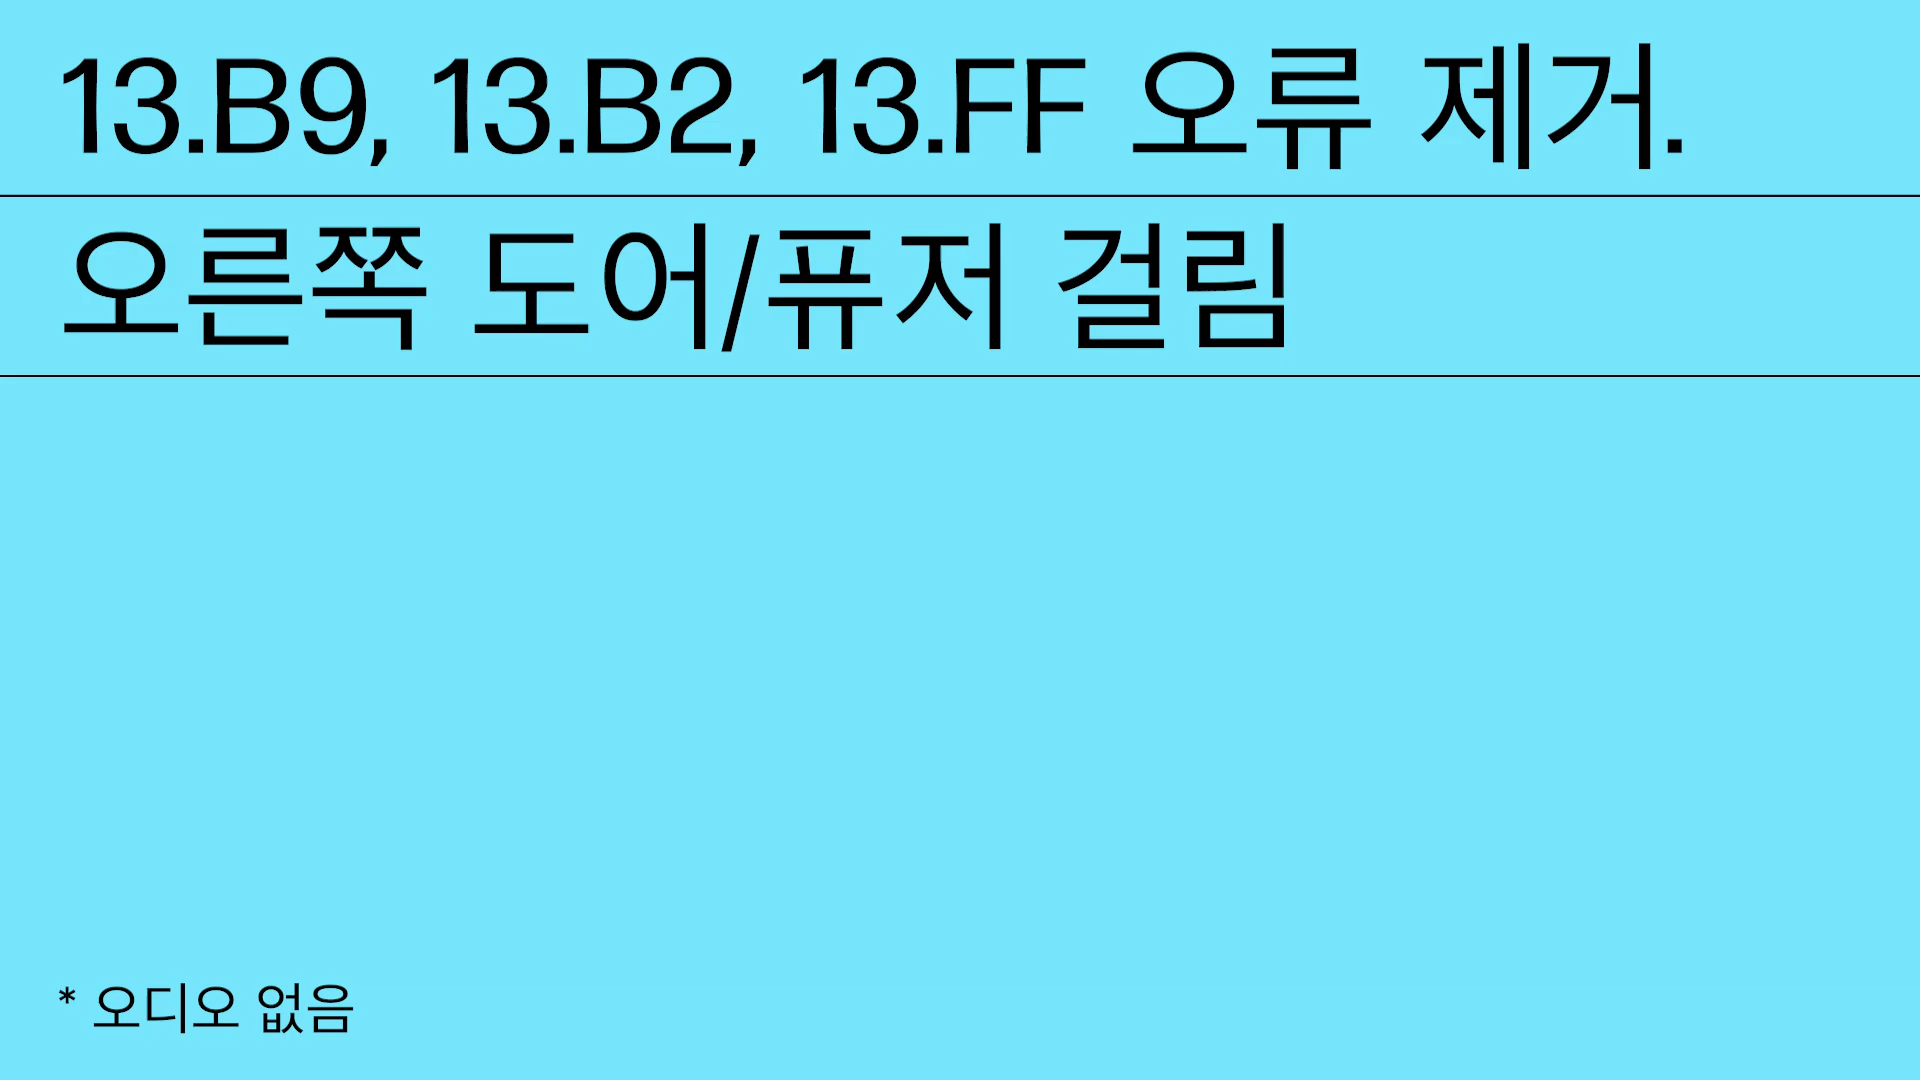 13.B9, 13.B2, 13.FF 오류 제거.
오른쪽 도어/퓨저 걸림
* 오디오 없음